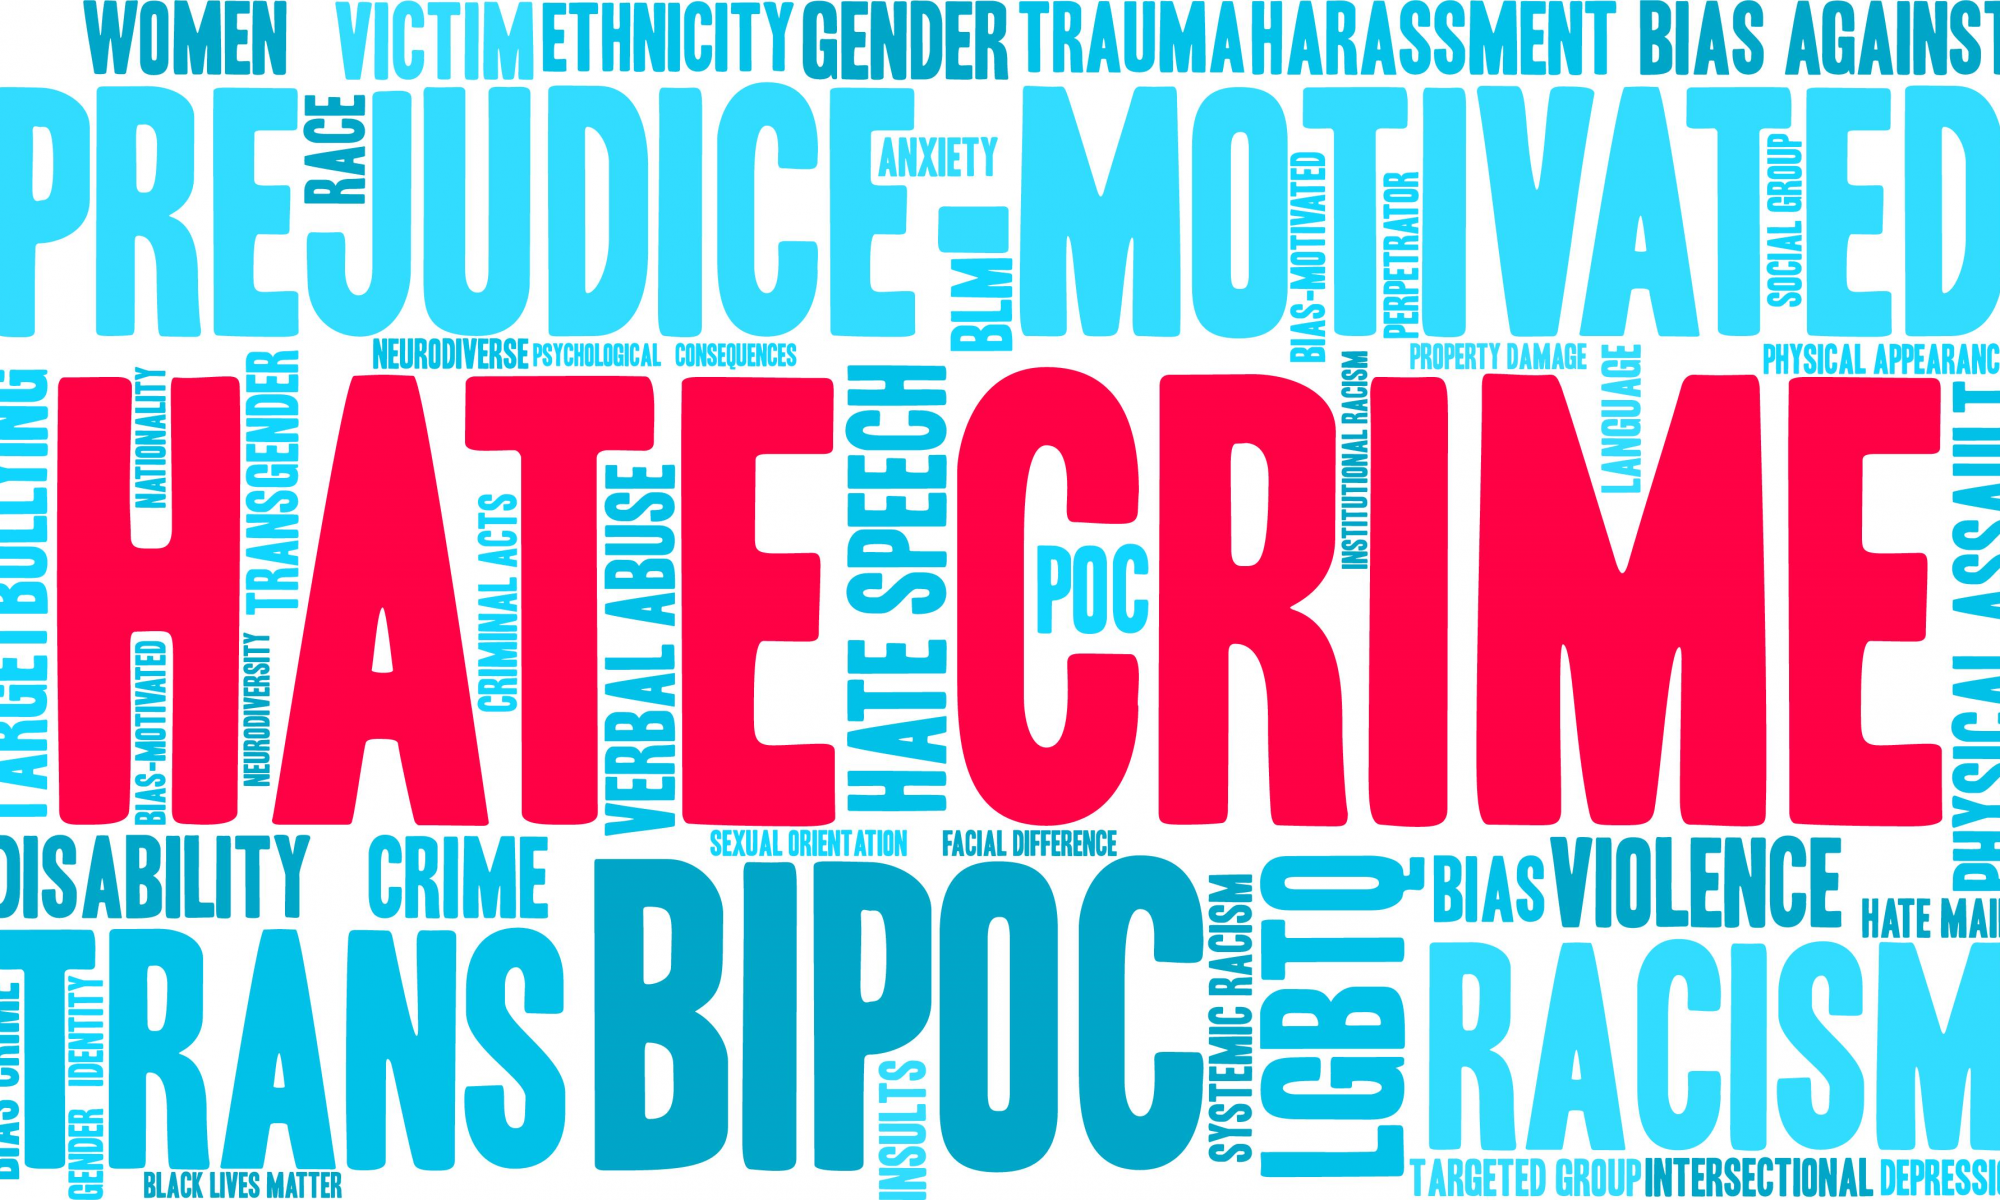 WOMEN
VICTIM
ETHNICITY
GENDER
TRAUMA
HARASSMENT
BIAS AGAINST
PREJUDICE-MOTIVATED
RACE
ANXIETY
BLM
BIAS-MOTIVATED
PERPETRATOR
SOCIAL GROUP
NEURODIVERSE
PSYCHOLOGICAL CONSEQUENCES
PROPERTY DAMAGE
PHYSICAL APPEARANC
TARGET BULLYING
HATE CRIME
NATIONALITY
TRANSGENDER
BIAS-MOTIVATED
NEURODIVERSITY
CRIMINAL ACTS
VERBAL ABUSE
HATE SPEECH
POC
INSTITUTIONAL RACISM
LANGUAGE
PHYSICAL ASSAULT
SEXUAL ORIENTATION
FACIAL DIFFERENCE
DISABILITY
CRIME
BIPOC
SYSTEMIC RACISM
LGBTQ
BIAS
VIOLENCE
HATE MAI
BIAS CRIME
TRANS
GENDER IDENTITY
INSULTS
RACISM
BLACK LIVES MATTER
TARGETED GROUP
INTERSECTIONAL
DEPRESSI